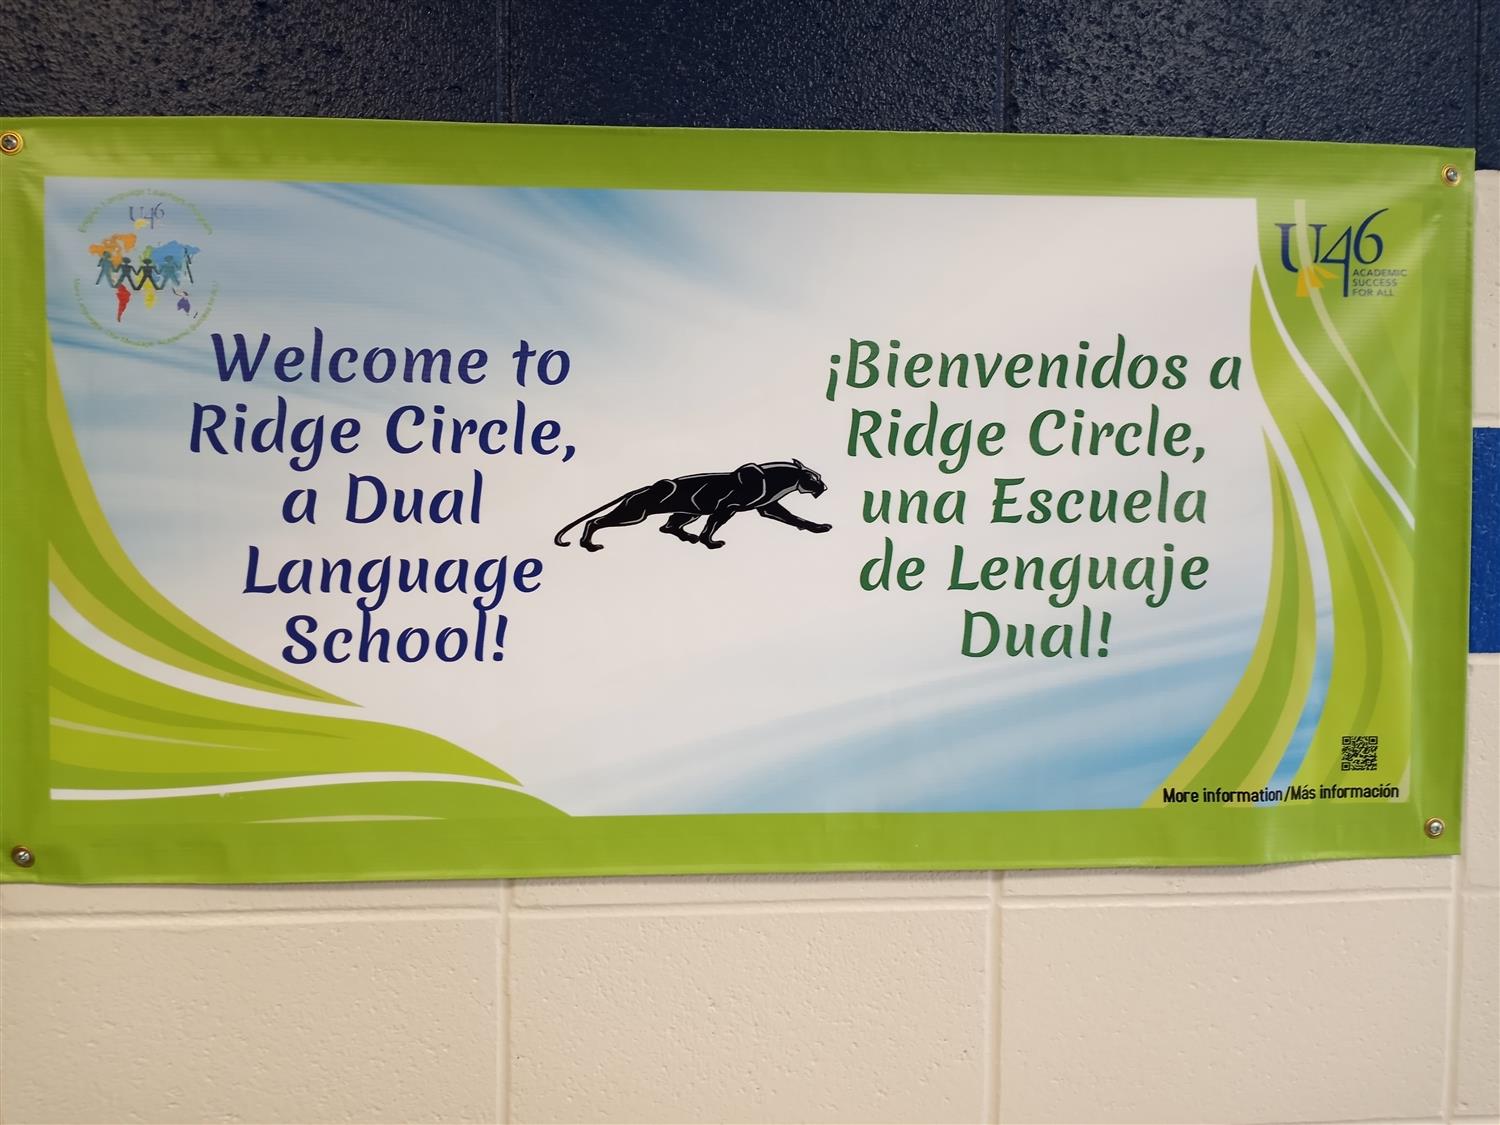 U46
Welcome to
Ridge Circle,
a Dual
Language
School!
¡Bienvenidos a
Ridge Circle,
una Escuela
de Lenguaje
Dual!
U46
ACADEMIC
SUCCESS
FOR ALL
More information/Más información